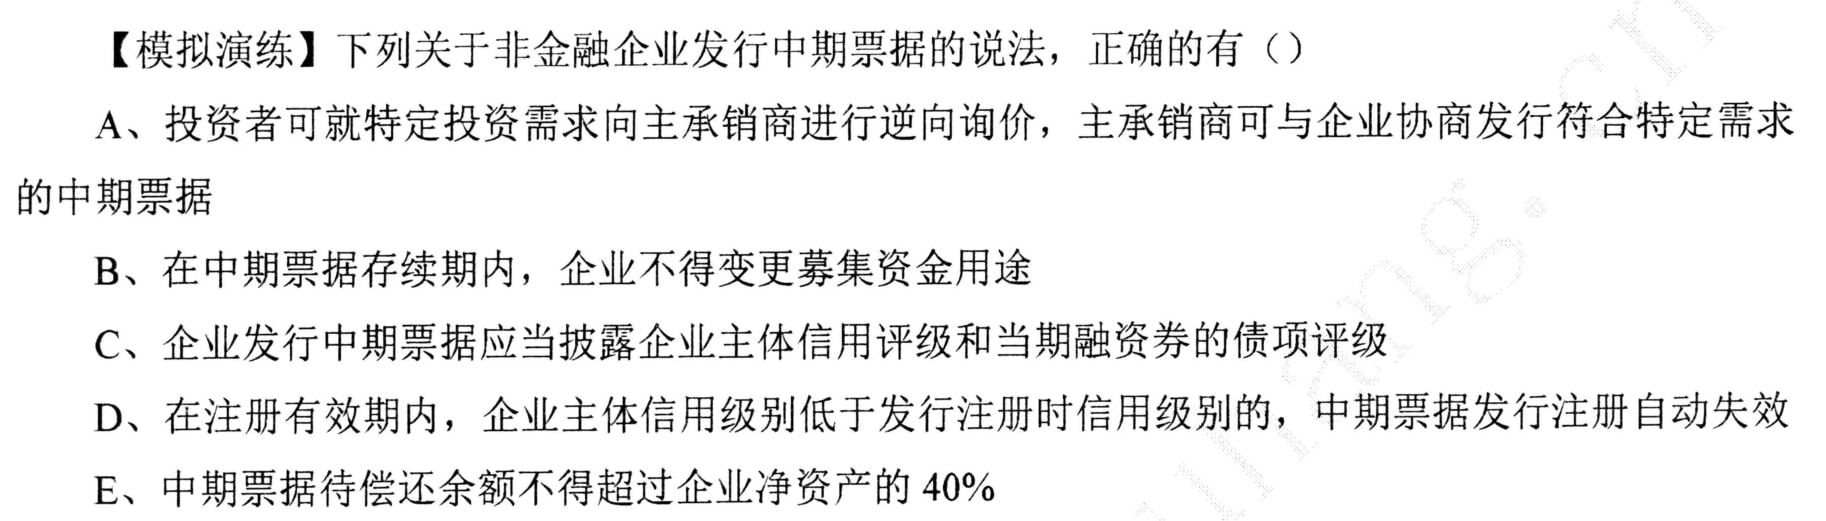 【模拟演练】下列关于非金融企业发行中期票据的说法，正确的有（）
A、投资者可就特定投资需求向主承销商进行逆向询价，主承销商可与企业协商发行符合特定需求
的中期票据
B、在中期票据存续期内，企业不得变更募集资金用途
C、企业发行中期票据应当披露企业主体信用评级和当期融资券的债项评级
D、在注册有效期内，企业主体信用级别低于发行注册时信用级别的，中期票据发行注册自动失效
E、中期票据待偿还余额不得超过企业净资产的 40%